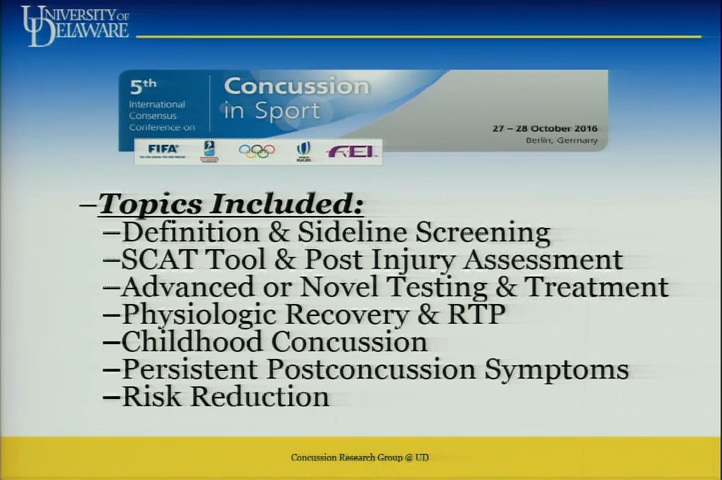 UNIVERSITY OF
DELAWARE
5th
International
Consensus
Conference on
Concussion
in Sport
27 – 28 October 2016
Berlin, Germany
FIFA
FEI
–Topics Included:
–Definition & Sideline Screening
–SCAT Tool & Post Injury Assessment
–Advanced or Novel Testing & Treatment
–Physiologic Recovery & RTP
–Childhood Concussion
–Persistent Postconcussion Symptoms
–Risk Reduction
Concussion Research Group @ UD